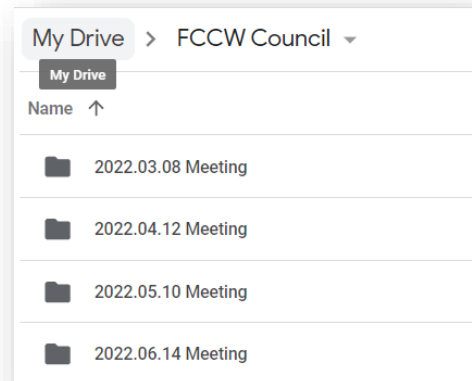 My Drive > FCCW Council
My Drive
Name ↑
2022.03.08 Meeting
2022.04.12 Meeting
2022.05.10 Meeting
2022.06.14 Meeting